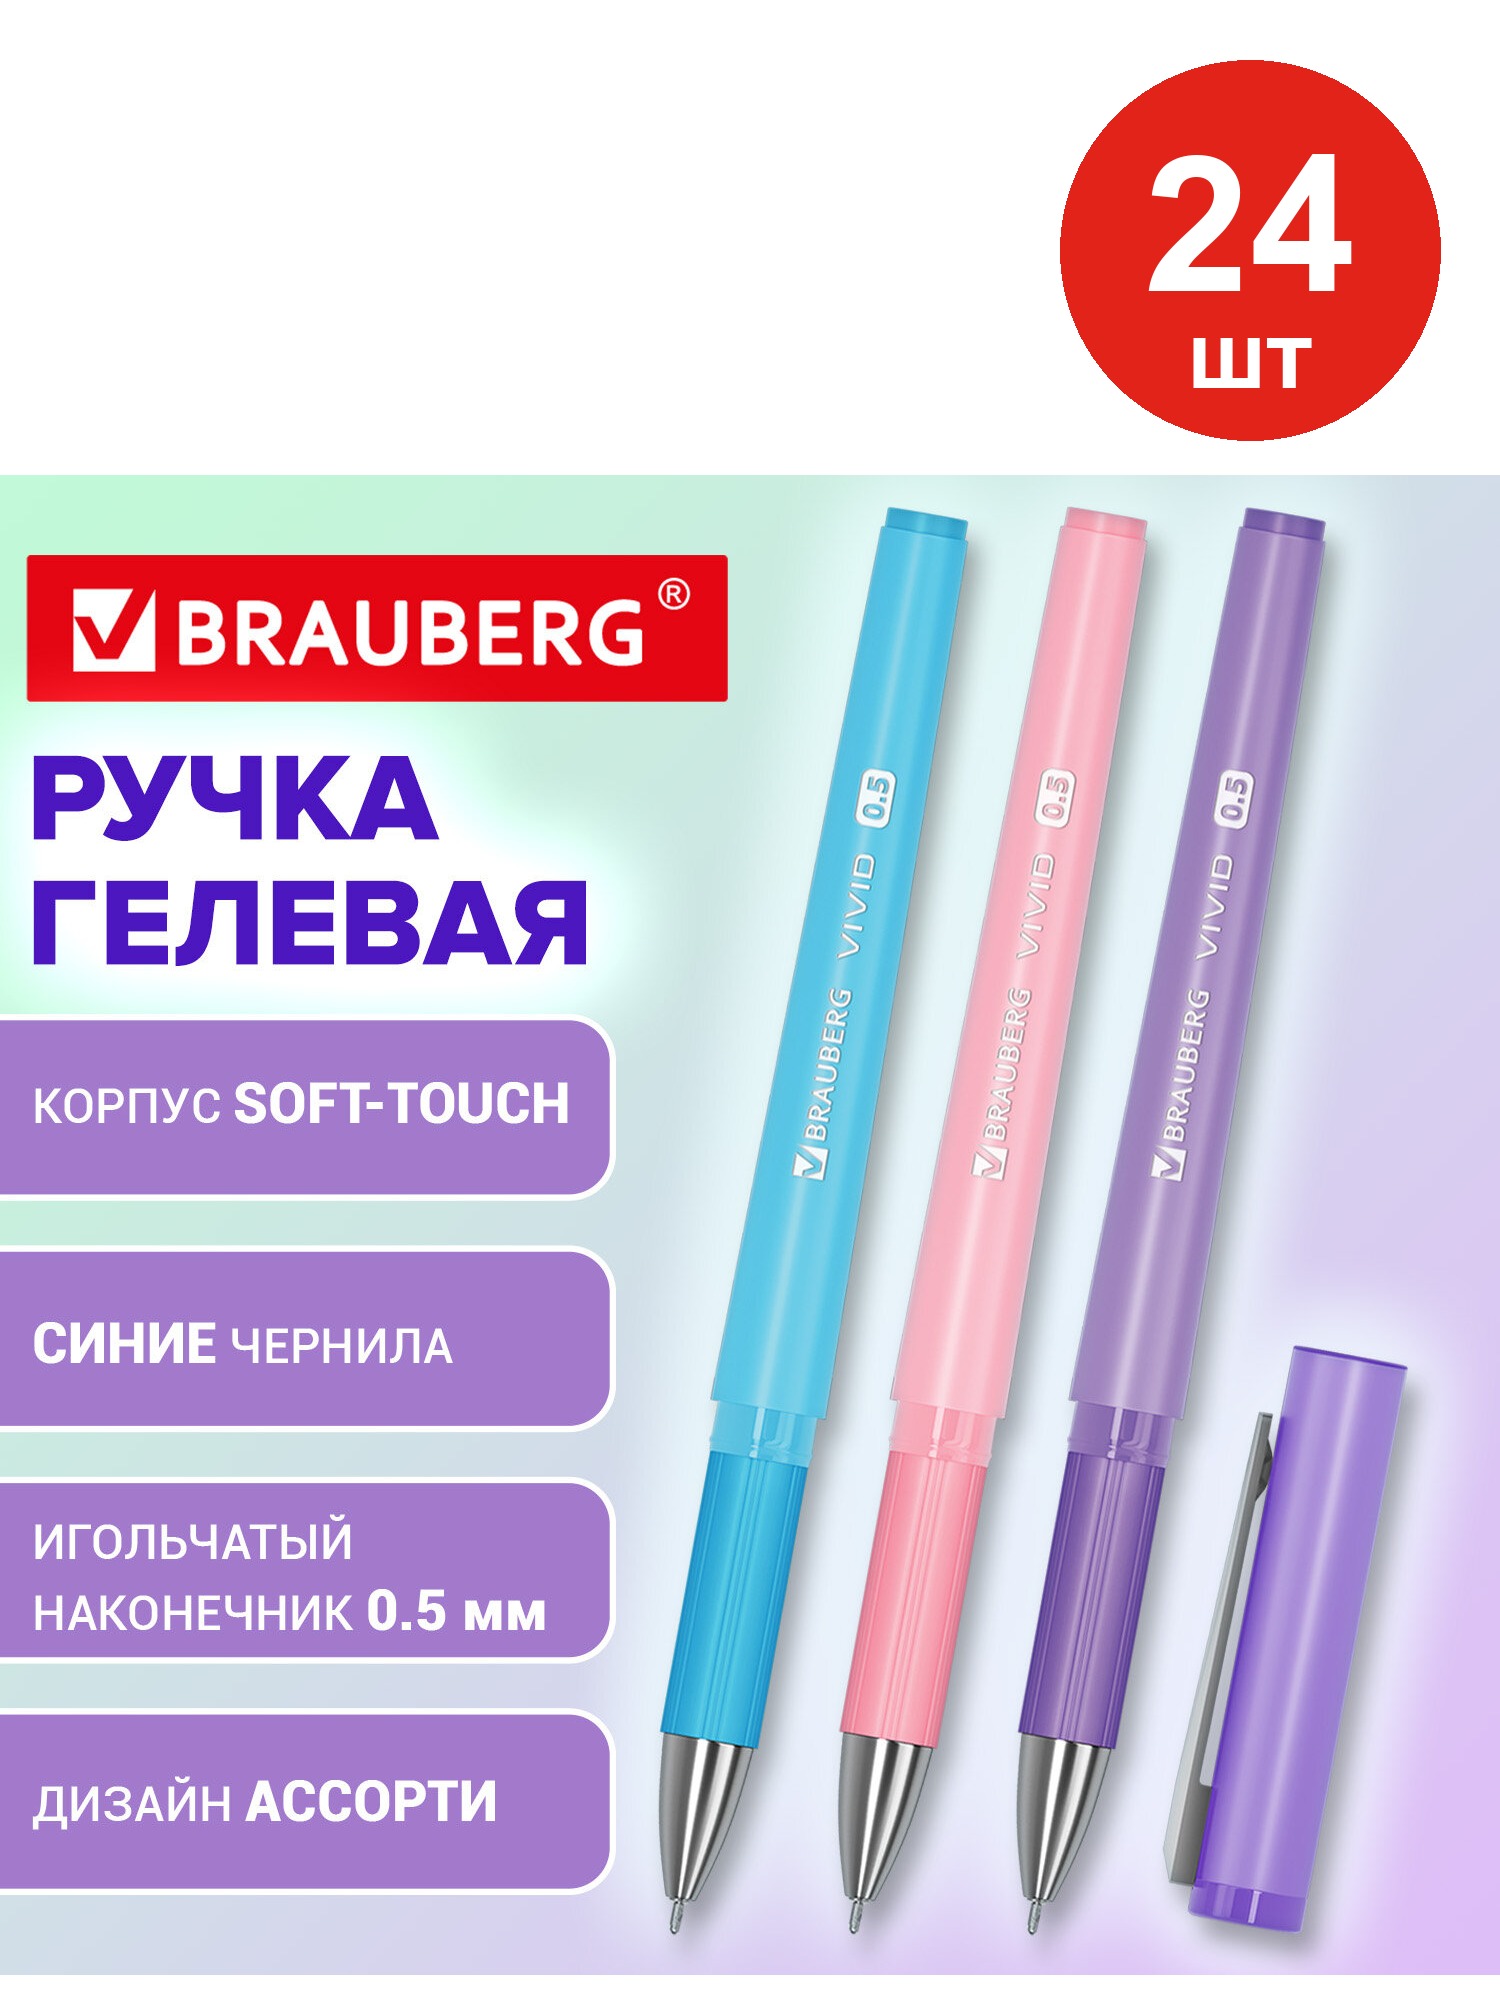 24
шт
BRAUBERG®
РУЧКА
ГЕЛЕВАЯ
КОРПУС SOFT-TOUCH
СИНИЕ ЧЕРНИЛА
ИГОЛЬЧАТЫЙ
НАКОНЕЧНИК 0.5 мм
ДИЗАЙН АССОРТИ
BRAUBERG VIVID 0.5
BRAUBERG VIVID 0.5
BRAUBERG VIVID 0.5